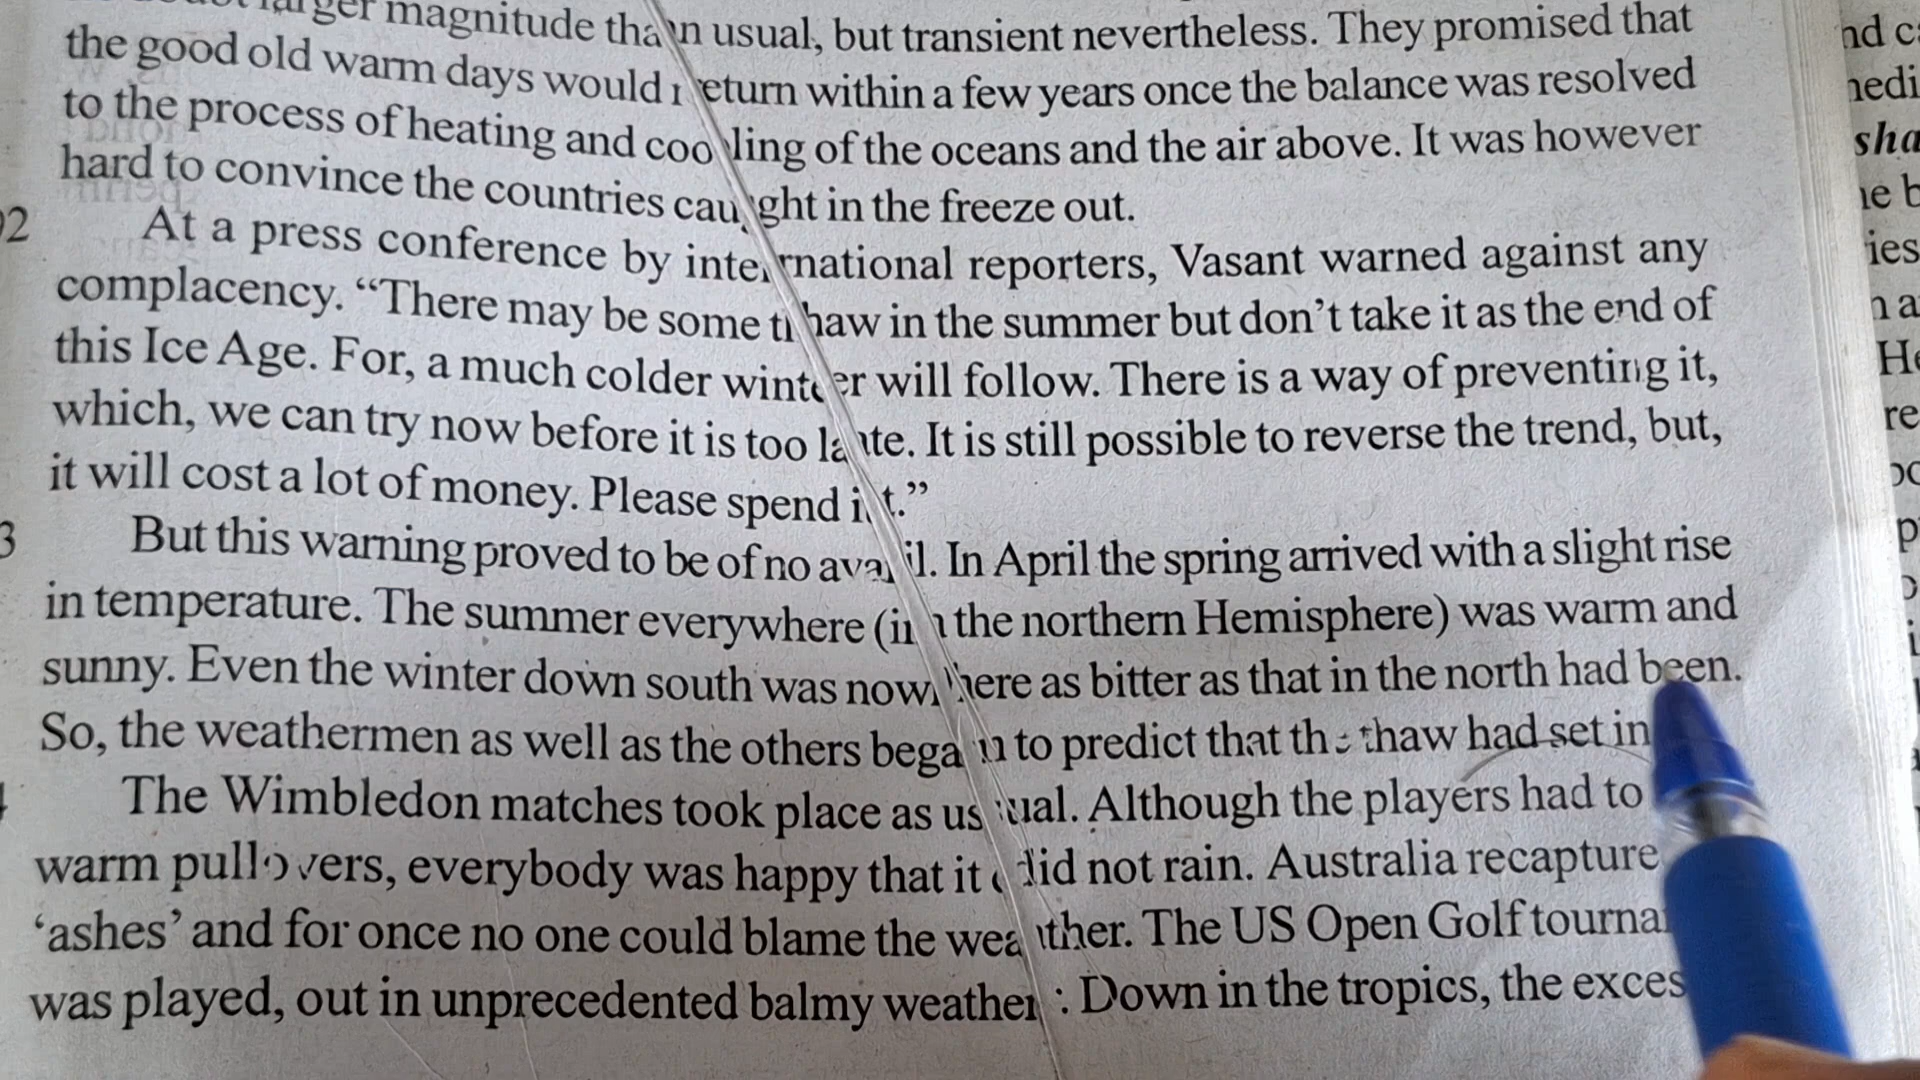 larger magnitude than usual, but transient nevertheless. They promised that
the good old warm days would return within a few years once the balance was resolved
to the process of heating and cooling of the oceans and the air above. It was however
hard to convince the countries caught in the freeze out.
02 At a press conference by international reporters, Vasant warned against any
complacency. “There may be some thaw in the summer but don’t take it as the end of
this Ice Age. For, a much colder winter will follow. There is a way of preventing it,
which, we can try now before it is too late. It is still possible to reverse the trend, but,
it will cost a lot of money. Please spend it.”
3 But this warning proved to be of no avail. In April the spring arrived with a slight rise
in temperature. The summer everywhere (in the northern Hemisphere) was warm and
sunny. Even the winter down south was nowhere as bitter as that in the north had been.
So, the weathermen as well as the others began to predict that the thaw had set in
The Wimbledon matches took place as usual. Although the players had to
warm pullovers, everybody was happy that it did not rain. Australia recapture
‘ashes’ and for once no one could blame the weather. The US Open Golf tourna
was played, out in unprecedented balmy weather. Down in the tropics, the exces